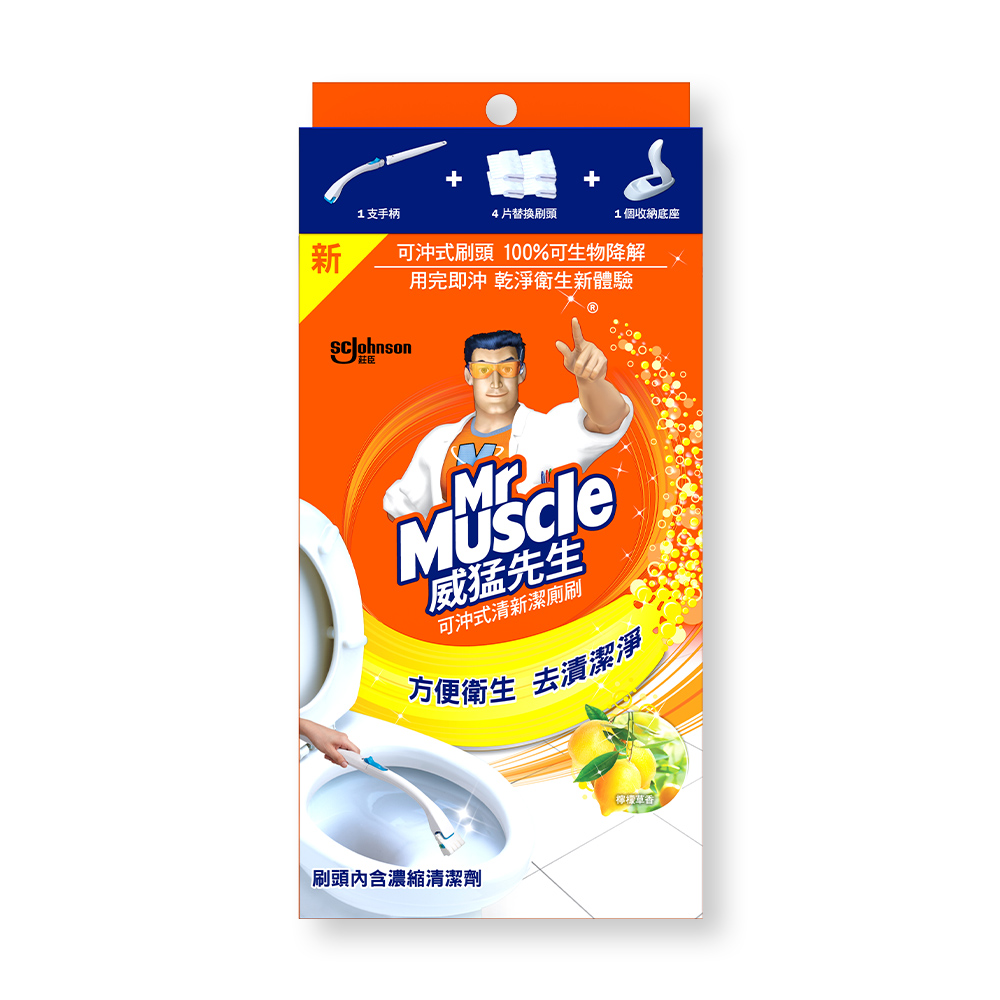 1支手柄
+
4片替換刷頭
+
1個收納底座
新
可沖式刷頭 100%可生物降解
用完即沖 乾淨衛生新體驗
®
scjohnson
莊臣
Mr
Muscle
威猛先生
可沖式清新潔廁刷
方便衛生 去漬潔淨
檸檬草香
刷頭內含濃縮清潔劑